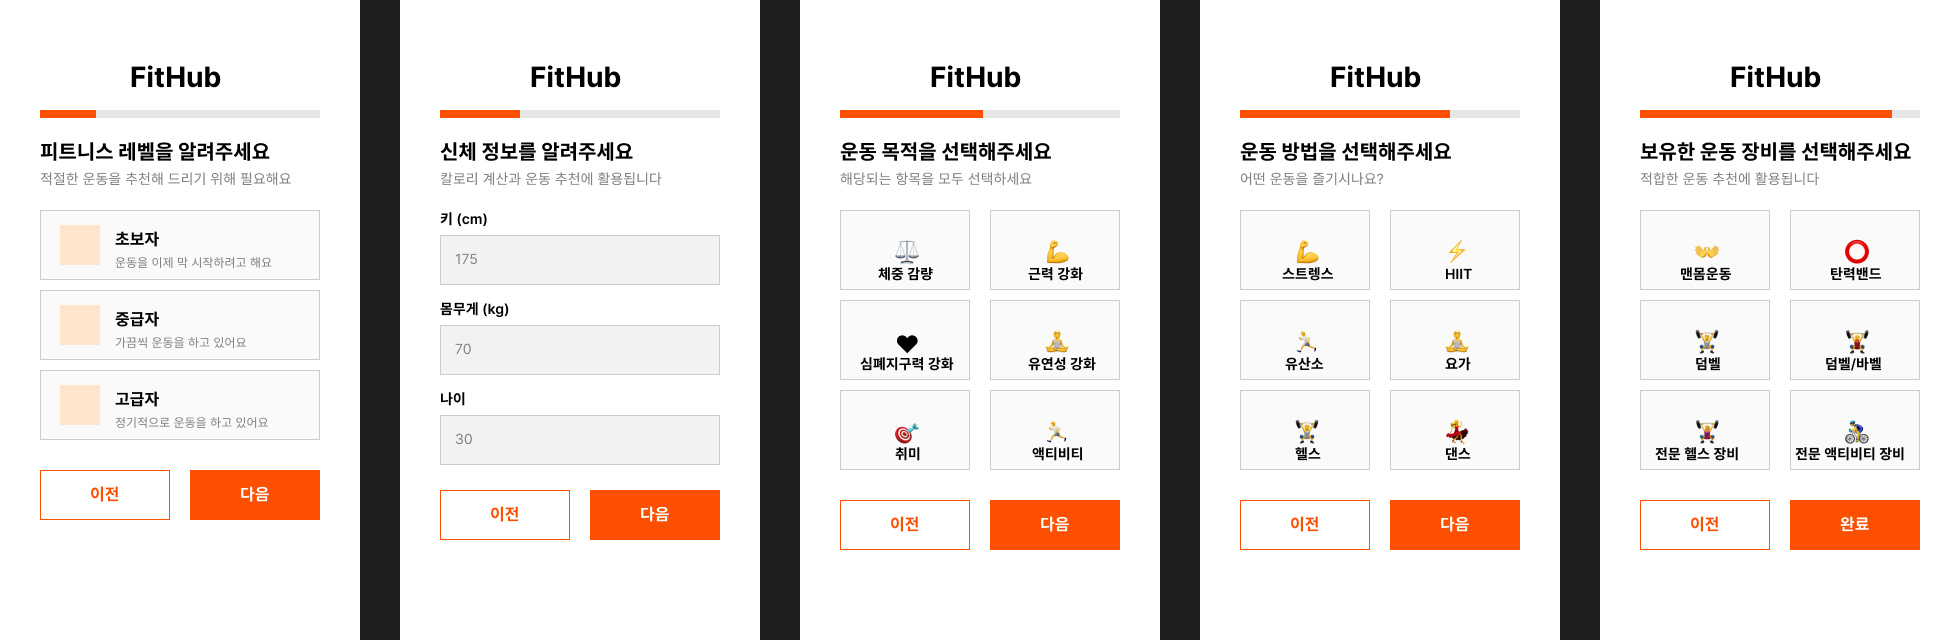 FitHub
피트니스 레벨을 알려주세요
적절한 운동을 추천해 드리기 위해 필요해요
초보자
운동을 이제 막 시작하려고 해요
중급자
가끔씩 운동을 하고 있어요
고급자
정기적으로 운동을 하고 있어요
이전
다음
FitHub
신체 정보를 알려주세요
칼로리 계산과 운동 추천에 활용됩니다
키 (cm)
175
몸무게 (kg)
70
나이
30
이전
다음
FitHub
운동 목적을 선택해주세요
해당되는 항목을 모두 선택하세요
체중 감량
근력 강화
심폐지구력 강화
유연성 강화
취미
액티비티
이전
다음
FitHub
운동 방법을 선택해주세요
어떤 운동을 즐기시나요?
스트렝스
HIIT
유산소
요가
헬스
댄스
이전
다음
FitHub
보유한 운동 장비를 선택해주세요
적합한 운동 추천에 활용됩니다
맨몸운동
탄력밴드
덤벨
덤벨/바벨
전문 헬스 장비
전문 액티비티 장비
이전
완료